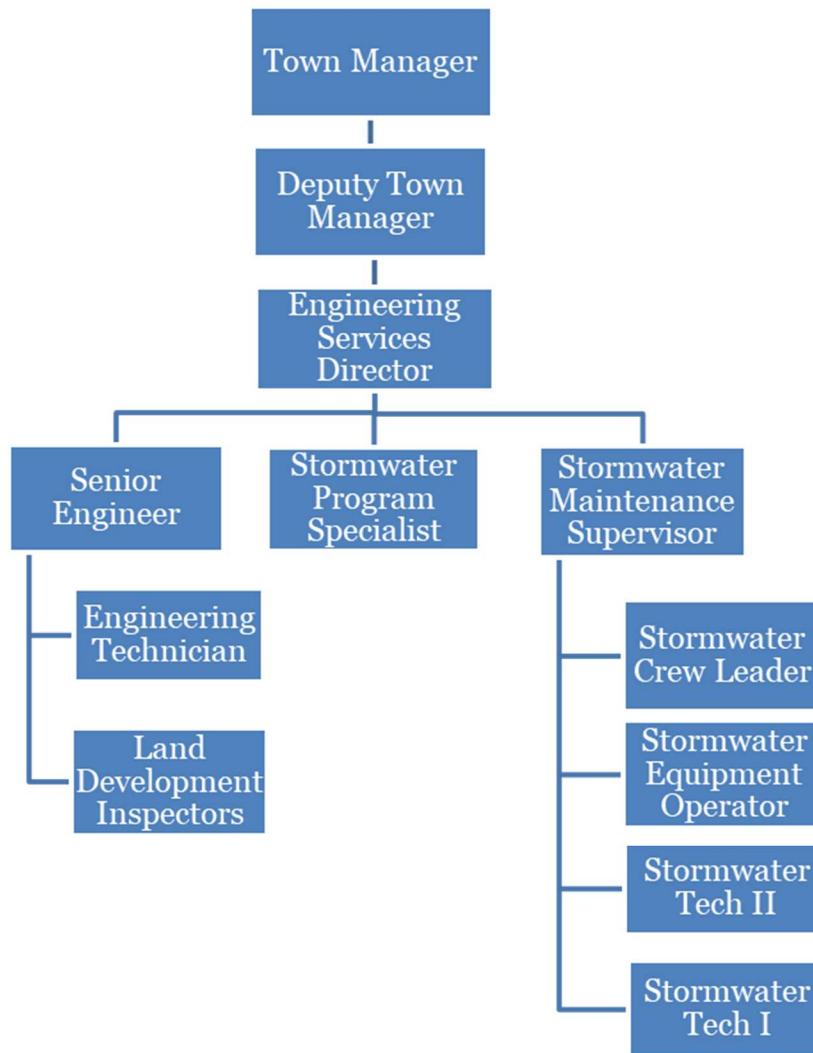 Town Manager
Deputy Town
Manager
Engineering
Services
Director
Senior
Engineer
Stormwater
Program
Specialist
Stormwater
Maintenance
Supervisor
Engineering
Technician
Land
Development
Inspectors
Stormwater
Crew Leader
Stormwater
Equipment
Operator
Stormwater
Tech II
Stormwater
Tech I